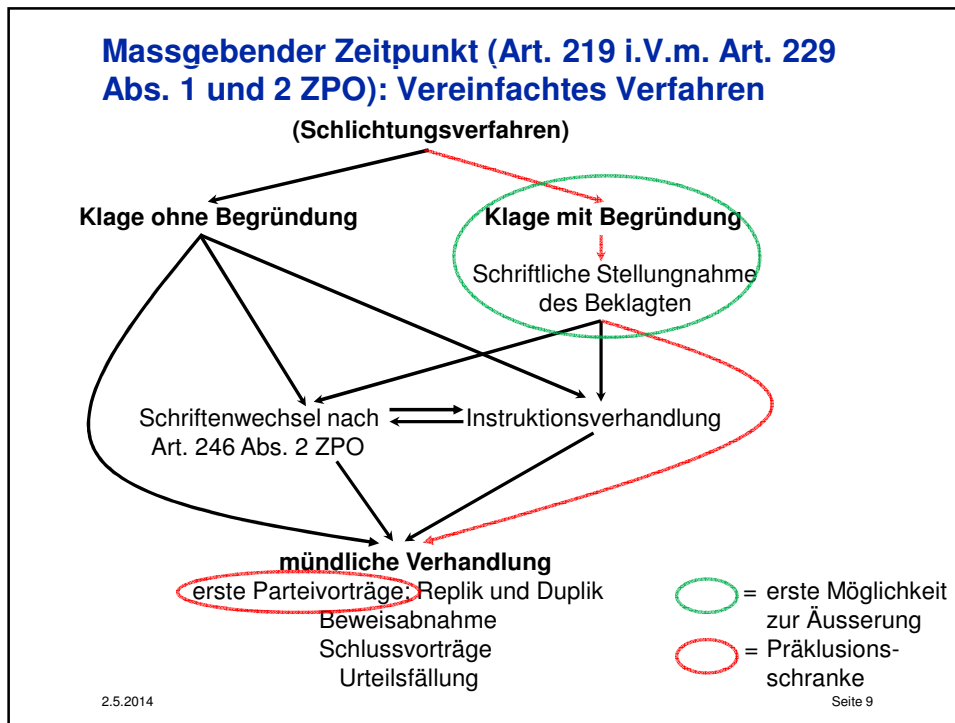 Massgebender Zeitpunkt (Art. 219 i.V.m. Art. 229
Abs. 1 und 2 ZPO): Vereinfachtes Verfahren
(Schlichtungsverfahren)
Klage ohne Begründung
Klage mit Begründung
Schriftliche Stellungnahme
des Beklagten
Schriftenwechsel nach
Art. 246 Abs. 2 ZPO
Instruktionsverhandlung
mündliche Verhandlung
erste Parteivorträge; Replik und Duplik
Beweisabnahme
Schlussvorträge
Urteilsfällung
= erste Möglichkeit
zur Äusserung
= Präklusions-
schranke
2.5.2014
Seite 9